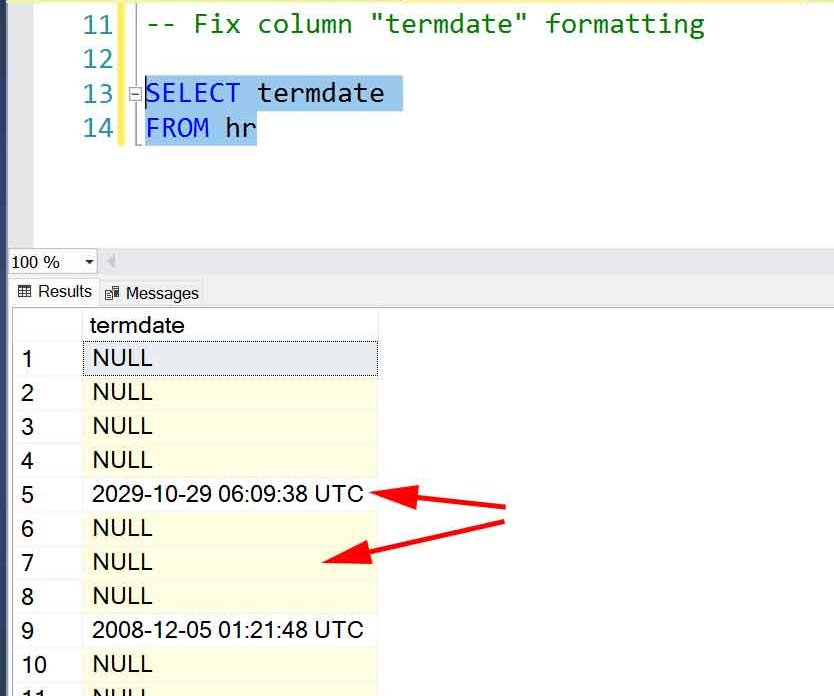 11 -- Fix column "termdate" formatting
12
13 SELECT termdate
14 FROM hr
100 %
Results Messages
termdate
1 NULL
2 NULL
3 NULL
4 NULL
5 2029-10-29 06:09:38 UTC
6 NULL
7 NULL
8 NULL
9 2008-12-05 01:21:48 UTC
10 NULL
11 NULL